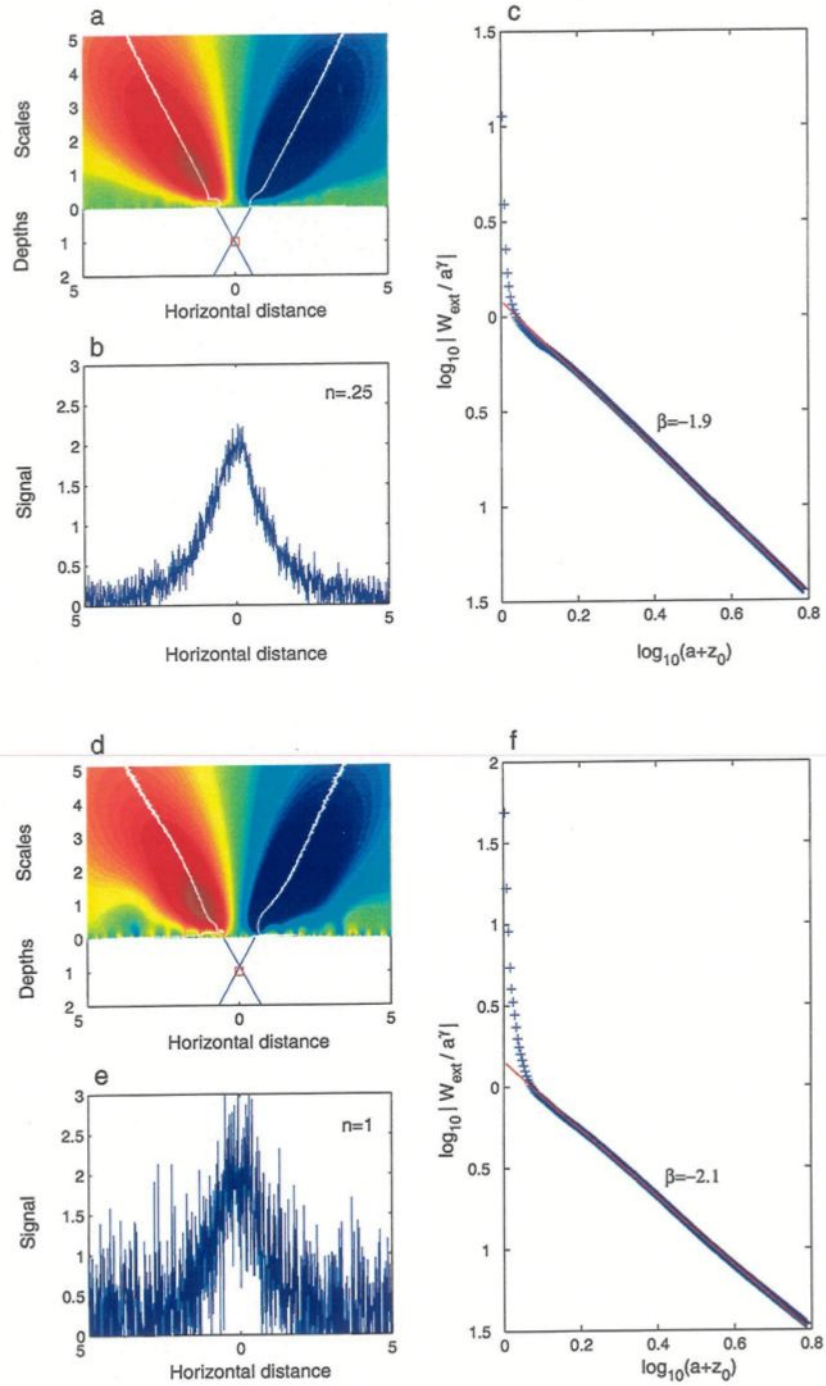 a
5
4
3
2
1
0
Scales
1
2
Depths
5
0
5
Horizontal distance
b
3
2.5
2
1.5
1
0.5
0
Signal
n=.25
5
0
5
Horizontal distance
c
1.5
1
0.5
0
0.5
1
1.5
log10 | Wext / aγ|
β=−1.9
0
0.2
0.4
0.6
0.8
log10(a+z0)
d
5
4
3
2
1
0
Scales
1
2
Depths
5
0
5
Horizontal distance
e
3
2.5
2
1.5
1
0.5
0
Signal
n=1
5
0
5
Horizontal distance
f
2
1.5
1
0.5
0
0.5
1
1.5
log10 | Wext / aγ|
β=−2.1
0
0.2
0.4
0.6
0.8
log10(a+z0)